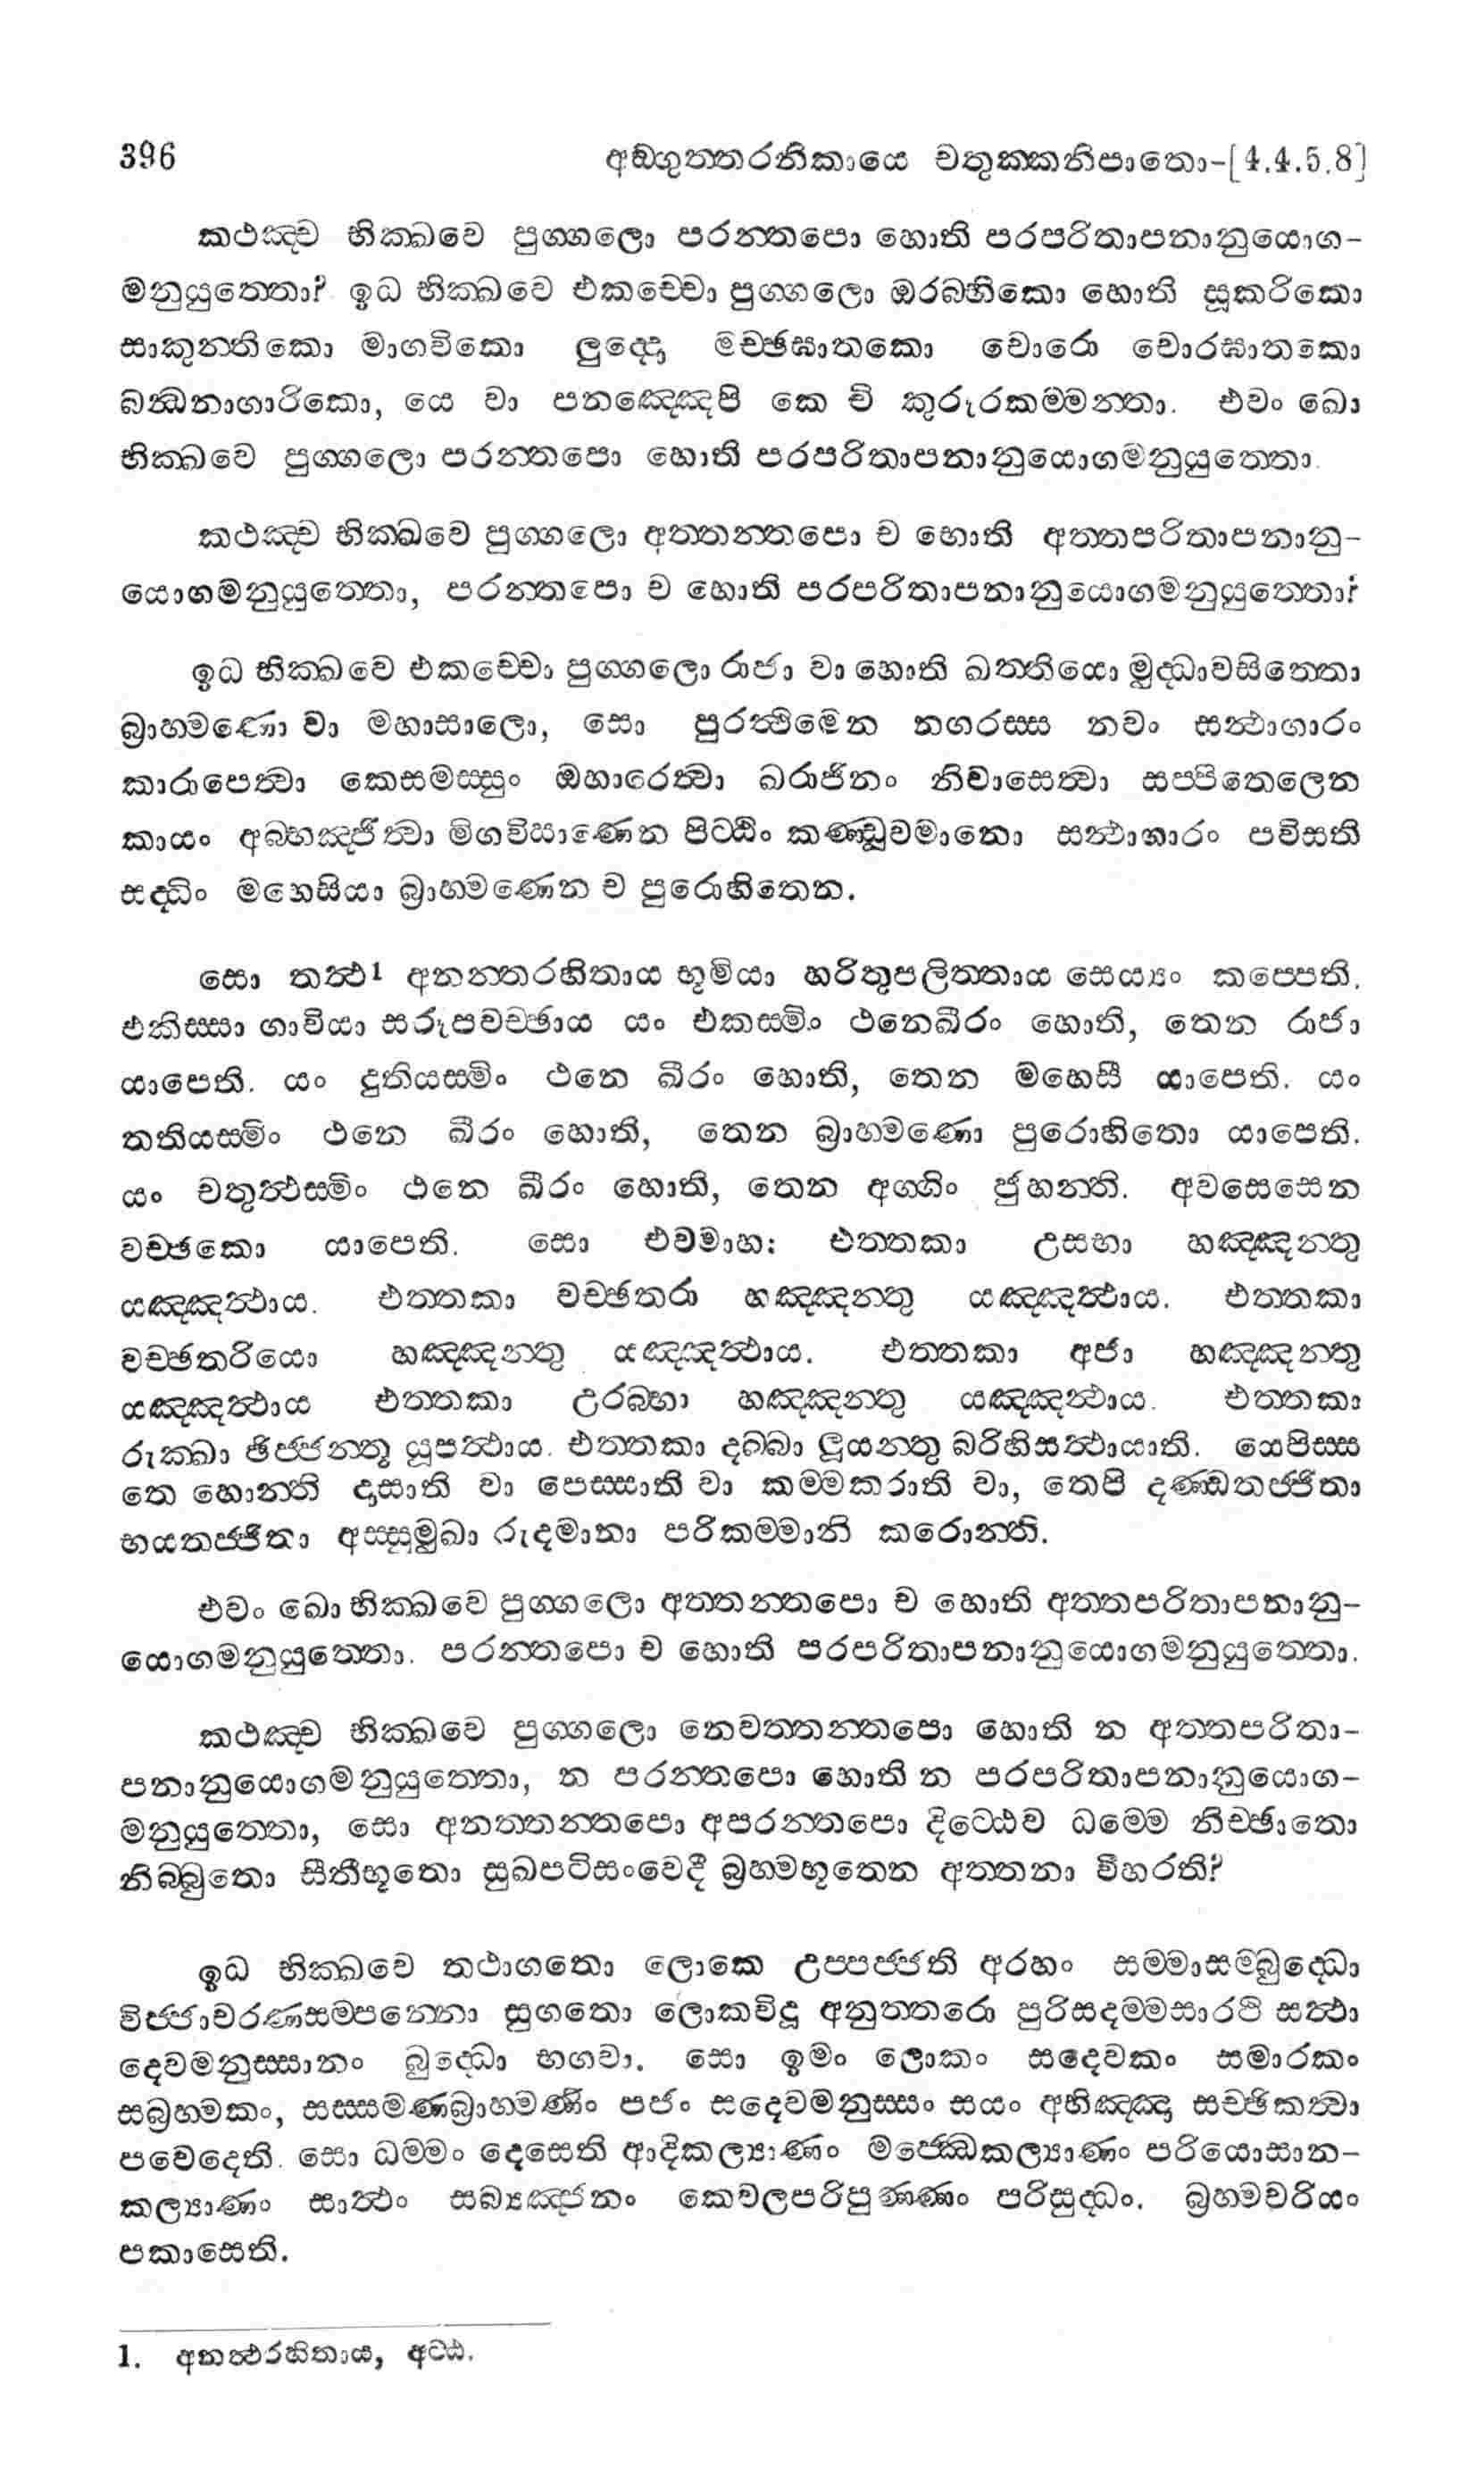 396 අඞ්ගුත්තරනිකායෙ චතුක්කනිපාතො-[4.4.5.8]
කථඤ්ච භික්ඛවෙ පුග්ගලො පරන්තපො හොති පරපරිතාපනානුයොග-
මනුයුත්තො? ඉධ භික්ඛවෙ එකච්චො පුග්ගලො ඔරබ්භිකො හොති සූකරිකො
සාකුන්තිකො මාගවිකො ලුද්දො මච්ඡඝාතකො චොරො චොරඝාතකො
බන්ධනාගාරිකො, යෙ වා පනඤ්ඤෙපි කෙ චි කුරූරකම්මන්තා. එවං ඛො
භික්ඛවෙ පුග්ගලො පරන්තපො හොති පරපරිතාපනානුයොගමනුයුත්තො.
කථඤ්ච භික්ඛවෙ පුග්ගලො අත්තන්තපො ච හොති අත්තපරිතාපනානු-
යොගමනුයුත්තො, පරන්තපො ච හොති පරපරිතාපනානුයොගමනුයුත්තො?
ඉධ භික්ඛවෙ එකච්චො පුග්ගලො රාජා වා හොති ඛත්තියො මුද්ධාවසිත්තො
බ්‍රාහ්මණො වා මහාසාලො, සො පුරත්ථිමෙන නගරස්ස නවං සන්ථාගාරං
කාරාපෙත්වා කෙසමස්සුං ඔහාරෙත්වා ඛරාජිනං නිවාසෙත්වා සප්පිතෙලෙන
කායං අබ්භඤ්ජිත්වා මිගවිසාණෙන පිට්ඨිං කණ්ඩුවමානො සන්ථාගාරං පවිසති
සද්ධිං මහෙසියා බ්‍රාහ්මණෙන ච පුරොහිතෙන.
සො තත්ථ1 අනන්තරහිතාය භූමියා හරිතුපලිත්තාය සෙය්‍යං කප්පෙති.
එකිස්සා ගාවියා සරූපවච්ඡාය යං එකස්මිං ථනෙඛීරං හොති, තෙන රාජා
යාපෙති. යං දුතියස්මිං ථනෙ ඛීරං හොති, තෙන මහෙසී යාපෙති. යං
තතියස්මිං ථනෙ ඛීරං හොති, තෙන බ්‍රාහ්මණො පුරොහිතො යාපෙති.
යං චතුත්ථස්මිං ථනෙ ඛීරං හොති, තෙන අග්ගිං ජුහන්ති. අවසෙසෙන
වච්ඡකො යාපෙති. සො එවමාහ: එත්තකා උසභා හඤ්ඤන්තු
යඤ්ඤත්ථාය. එත්තකා වච්ඡතරා හඤ්ඤන්තු යඤ්ඤත්ථාය. එත්තකා
වච්ඡතරියො හඤ්ඤන්තු යඤ්ඤත්ථාය. එත්තකා අජා හඤ්ඤන්තු
යඤ්ඤත්ථාය එත්තකා උරබ්භා හඤ්ඤන්තු යඤ්ඤත්ථාය. එත්තකා
රුක්ඛා ඡිජ්ජන්තූ යූපත්ථාය. එත්තකා දබ්බා ලූයන්තු බරිහිසත්ථායාති. යෙපිස්ස
තෙ හොන්ති දාසාති වා පෙස්සාති වා කම්මකරාති වා, තෙපි දණ්ඩතජ්ජිතා
භයතජ්ජිතා අස්සුමුඛා රුදමානා පරිකම්මානි කරොන්ති.
එවං ඛො භික්ඛවෙ පුග්ගලො අත්තන්තපො ච හොති අත්තපරිතාපනානු-
යොගමනුයුත්තො. පරන්තපො ච හොති පරපරිතාපනානුයොගමනුයුත්තො.
කථඤ්ච භික්ඛවෙ පුග්ගලො නෙවත්තන්තපො හොති න අත්තපරිතා-
පනානුයොගමනුයුත්තො, න පරන්තපො හොති න පරපරිතාපනානුයොග-
මනුයුත්තො, සො අනත්තන්තපො අපරන්තපො දිට්ඨෙව ධම්මෙ නිච්ඡාතො
නිබ්බුතො සීතීභූතො සුඛපටිසංවෙදී බ්‍රහ්මභූතෙන අත්තනා විහරති?
ඉධ භික්ඛවෙ තථාගතො ලොකෙ උප්පජ්ජති අරහං සම්මාසම්බුද්ධො
විජ්ජාචරණසම්පන්නො සුගතො ලොකවිදූ අනුත්තරො පුරිසදම්මසාරථි සත්ථා
දෙවමනුස්සානං බුද්ධො භගවා. සො ඉමං ලොකං සදෙවකං සමාරකං
සබ්‍රහ්මකං, සස්සමණබ්‍රාහ්මණිං පජං සදෙවමනුස්සං සයං අභිඤ්ඤා සච්ඡිකත්වා
පවෙදෙති. සො ධම්මං දෙසෙති ආදිකල්‍යාණං මජ්ඣෙකල්‍යාණං පරියොසාන-
කල්‍යාණං සාත්ථං සබ්‍යඤ්ජනං කෙවලපරිපුණ්ණං පරිසුද්ධං. බ්‍රහ්මචරියං
පකාසෙති.
1. අනත්ථරහිතාය, අට්ඨ.